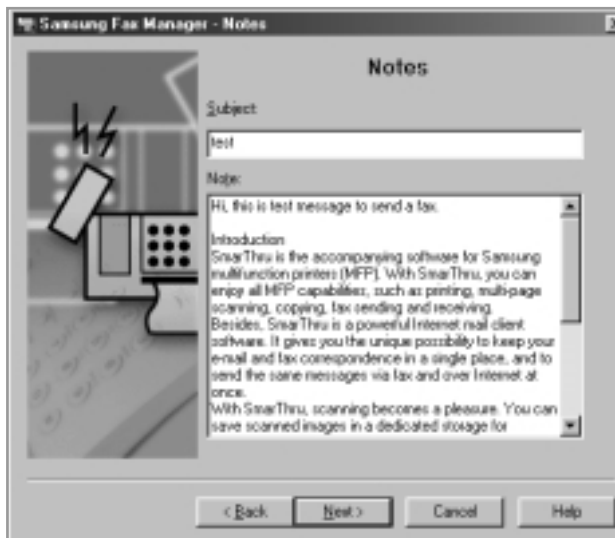 Samsung Fax Manager - Notes
Notes
Subject
test
Note:
Hi, this is test message to send a fax.
Introduction
SmarThru is the accompanying software for Samsung
multifunction printers (MFP). With SmarThru, you can
enjoy all MFP capabilities, such as printing, multi-page
scanning, copying, fax sending and receiving.
Besides, SmarThru is a powerful Internet mail client
software. It gives you the unique possibility to keep your
e-mail and fax correspondence in a single place, and to
send the same messages via fax and over Internet at
once.
With SmarThru, scanning becomes a pleasure. You can
save scanned images in a dedicated storage for
< Back
Next >
Cancel
Help